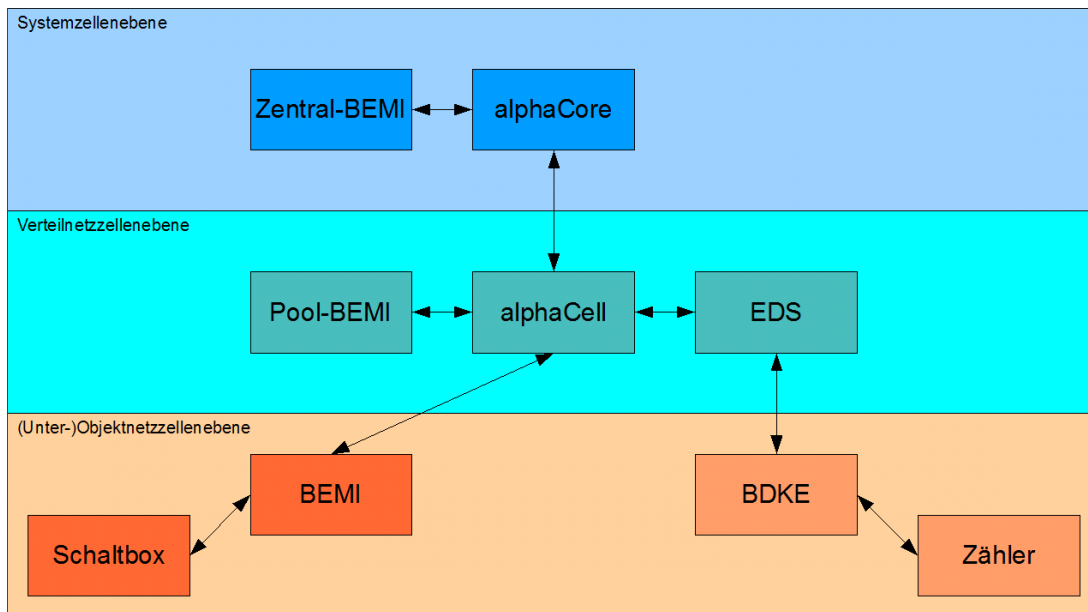 Systemzellenebene
Zentral-BEMI
alphaCore
Verteilnetzzellenebene
Pool-BEMI
alphaCell
EDS
(Unter-)Objektnetzzellenebene
BEMI
BDKE
Schaltbox
Zähler